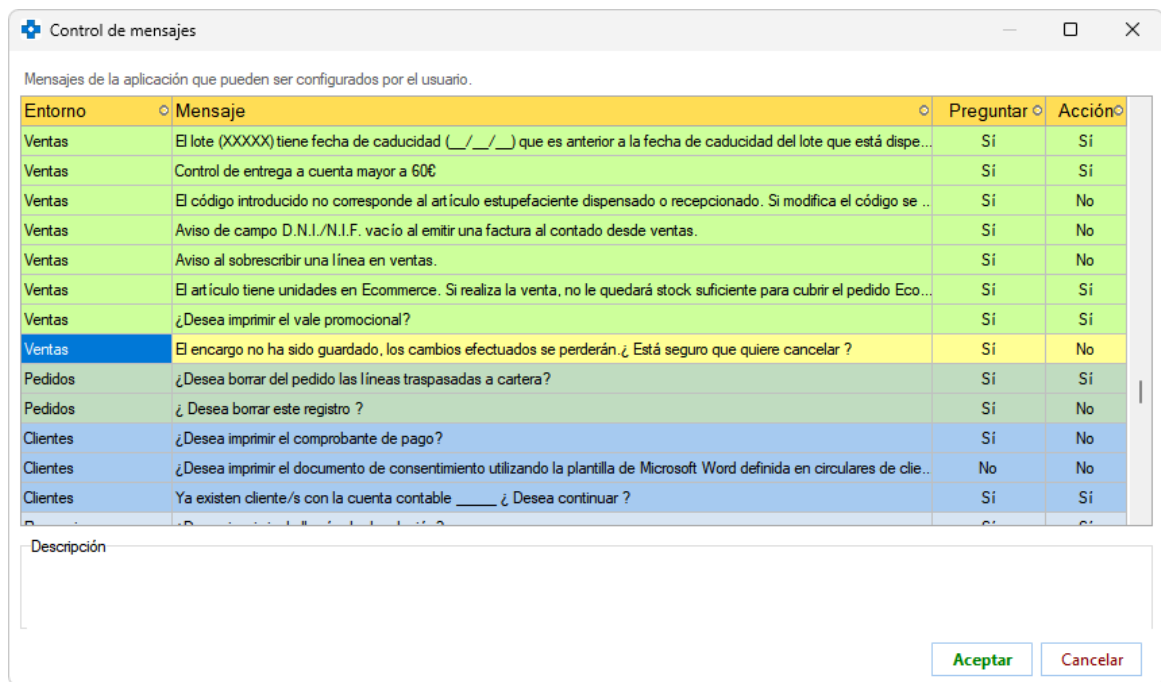 Control de mensajes
Mensajes de la aplicación que pueden ser configurados por el usuario.
Entorno Mensaje Preguntar Acción
Ventas El lote (XXXXX) tiene fecha de caducidad (__/__/__) que es anterior a la fecha de caducidad del lote que está dispe... Sí Sí
Ventas Control de entrega a cuenta mayor a 60€ Sí Sí
Ventas El código introducido no corresponde al artículo estupefaciente dispensado o recepcionado. Si modifica el código se .. Sí No
Ventas Aviso de campo D.N.I./N.I.F. vacío al emitir una factura al contado desde ventas. Sí No
Ventas Aviso al sobrescribir una línea en ventas. Sí No
Ventas El artículo tiene unidades en Ecommerce. Si realiza la venta, no le quedará stock suficiente para cubrir el pedido Eco... Sí Sí
Ventas ¿Desea imprimir el vale promocional? Sí Sí
Ventas El encargo no ha sido guardado, los cambios efectuados se perderán.¿ Está seguro que quiere cancelar ? Sí No
Pedidos ¿Desea borrar del pedido las líneas traspasadas a cartera? Sí Sí
Pedidos ¿ Desea borrar este registro ? Sí No
Clientes ¿Desea imprimir el comprobante de pago? Sí No
Clientes ¿Desea imprimir el documento de consentimiento utilizando la plantilla de Microsoft Word definida en circulares de clie.. No No
Clientes Ya existen cliente/s con la cuenta contable _____ ¿ Desea continuar ? Sí Sí
Descripción
Aceptar Cancelar